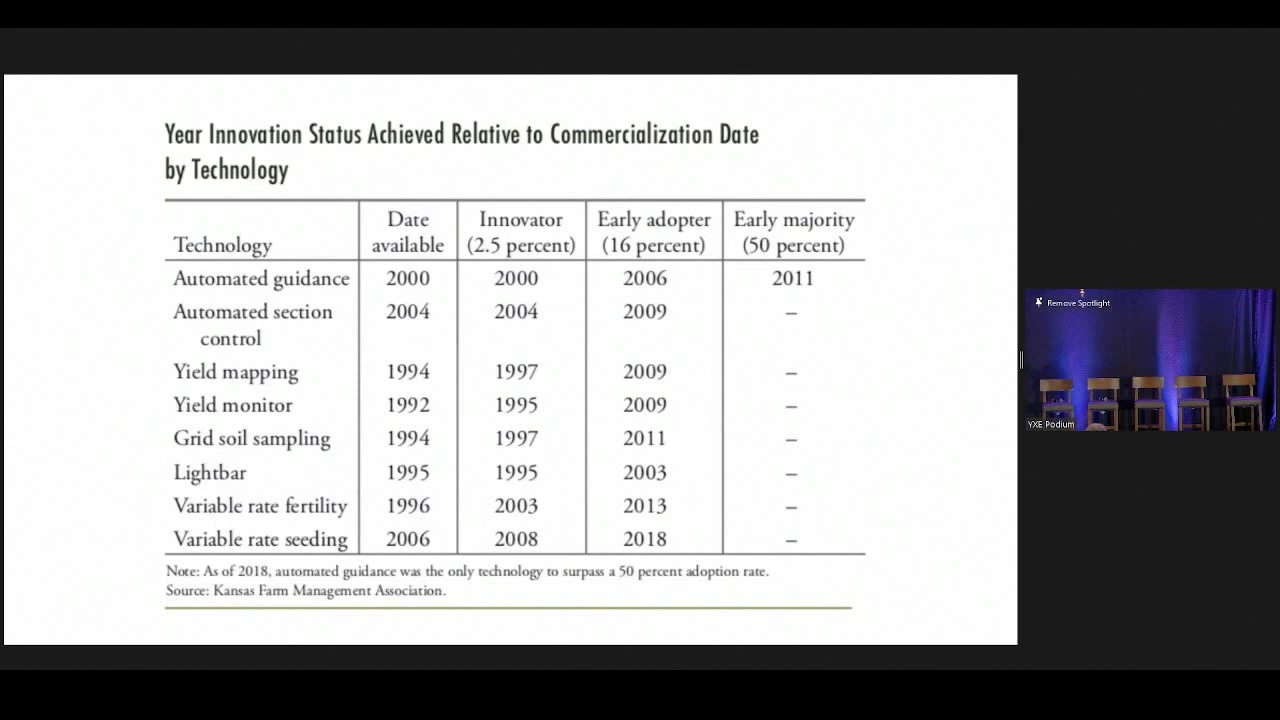 Year Innovation Status Achieved Relative to Commercialization Date
by Technology
Technology Date available Innovator (2.5 percent) Early adopter (16 percent) Early majority (50 percent)
Automated guidance 2000 2000 2006 2011
Automated section control 2004 2004 2009 –
Yield mapping 1994 1997 2009 –
Yield monitor 1992 1995 2009 –
Grid soil sampling 1994 1997 2011 –
Lightbar 1995 1995 2003 –
Variable rate fertility 1996 2003 2013 –
Variable rate seeding 2006 2008 2018 –
Note: As of 2018, automated guidance was the only technology to surpass a 50 percent adoption rate.
Source: Kansas Farm Management Association.
Remove Spotlight
YXE Podium